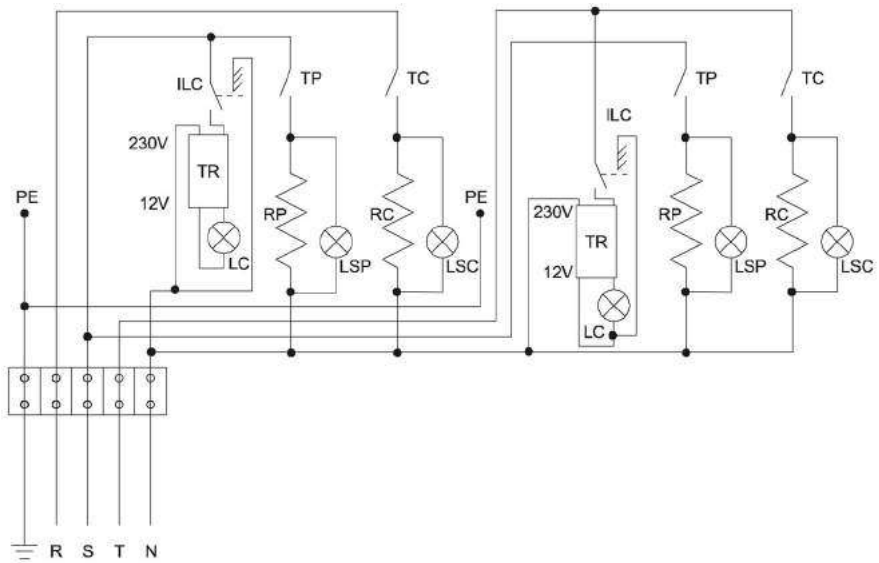 ILC
TP
TC
TP
TC
ILC
230V
TR
12V
PE
RP
RC
PE
230V
TR
RP
RC
LC
LSP
LSC
12V
LSP
LSC
LC
R S T N